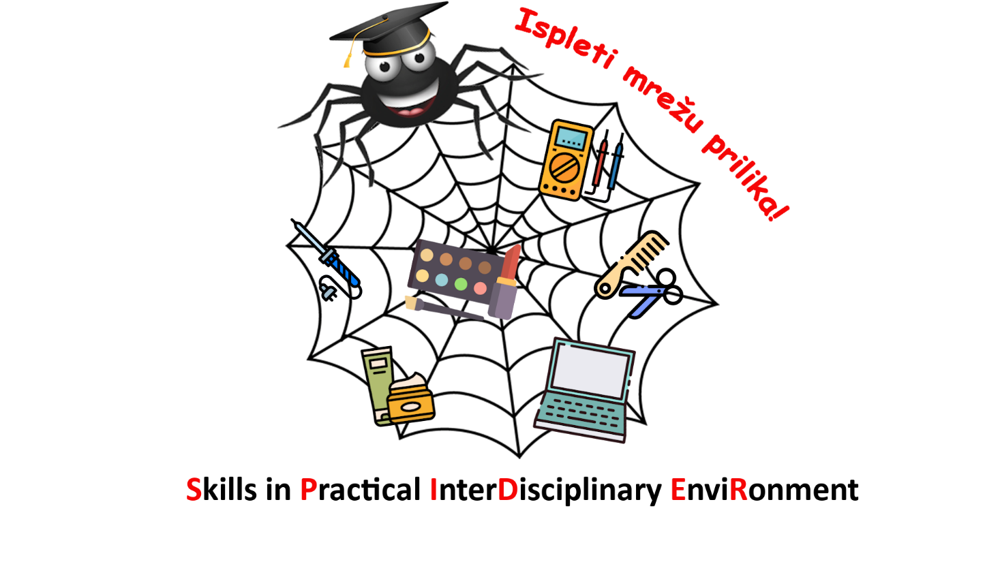 Ispleti mrežu prilika!
Skills in Practical InterDisciplinary EnviRonment